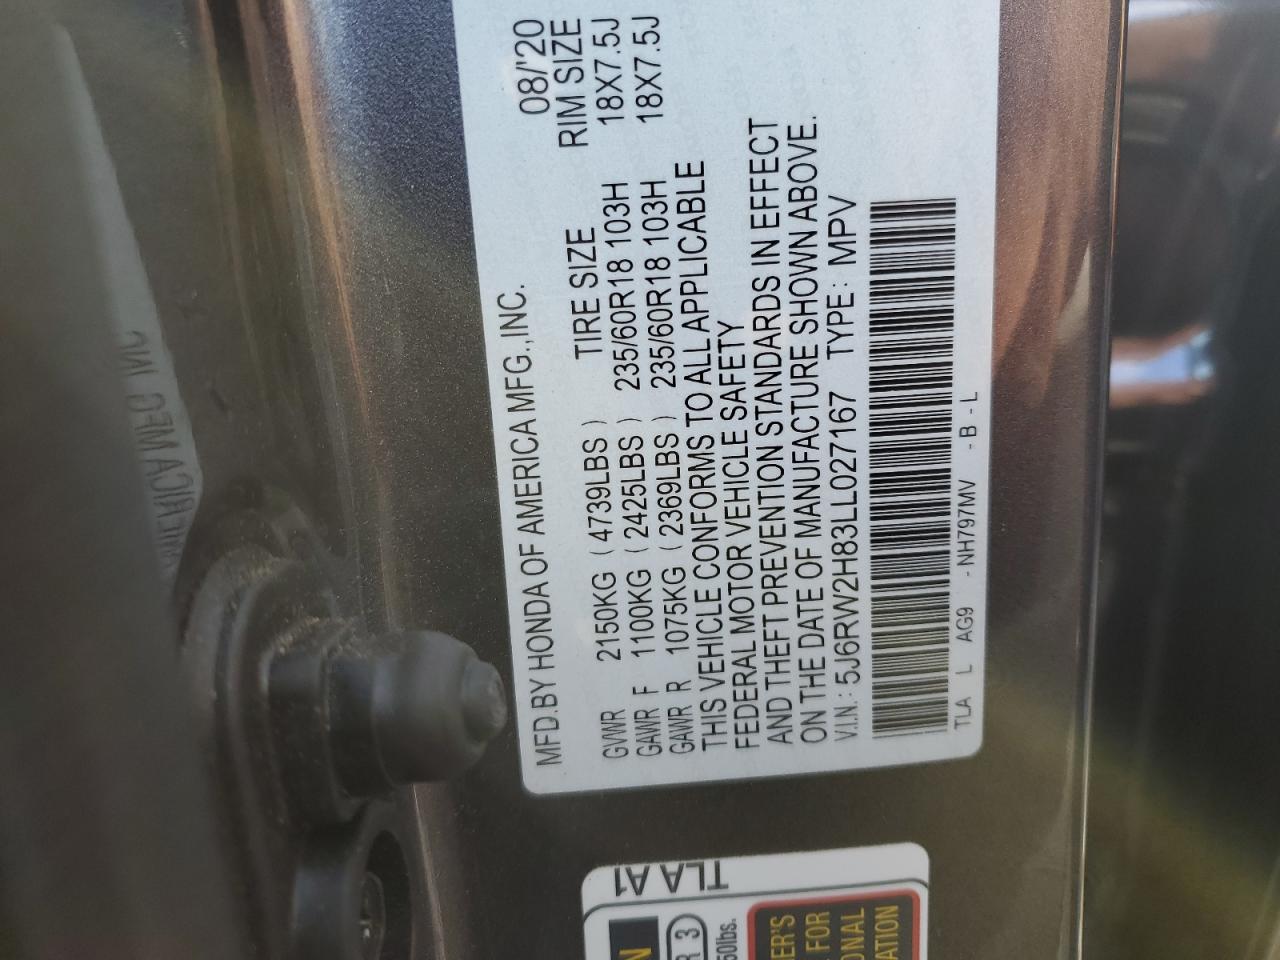 MFD.BY HONDA OF AMERICA MFG.,INC. 08/'20
TIRE SIZE RIM SIZE
GVWR 2150KG ( 4739LBS )
GAWR F 1100KG ( 2425LBS ) 235/60R18 103H 18X7.5J
GAWR R 1075KG ( 2369LBS ) 235/60R18 103H 18X7.5J
THIS VEHICLE CONFORMS TO ALL APPLICABLE
FEDERAL MOTOR VEHICLE SAFETY
AND THEFT PREVENTION STANDARDS IN EFFECT
ON THE DATE OF MANUFACTURE SHOWN ABOVE.
V.I.N.: 5J6RW2H83LL027167 TYPE: MPV
TLA L AG9 - NH797MV - B - L
TLA A1
R 3